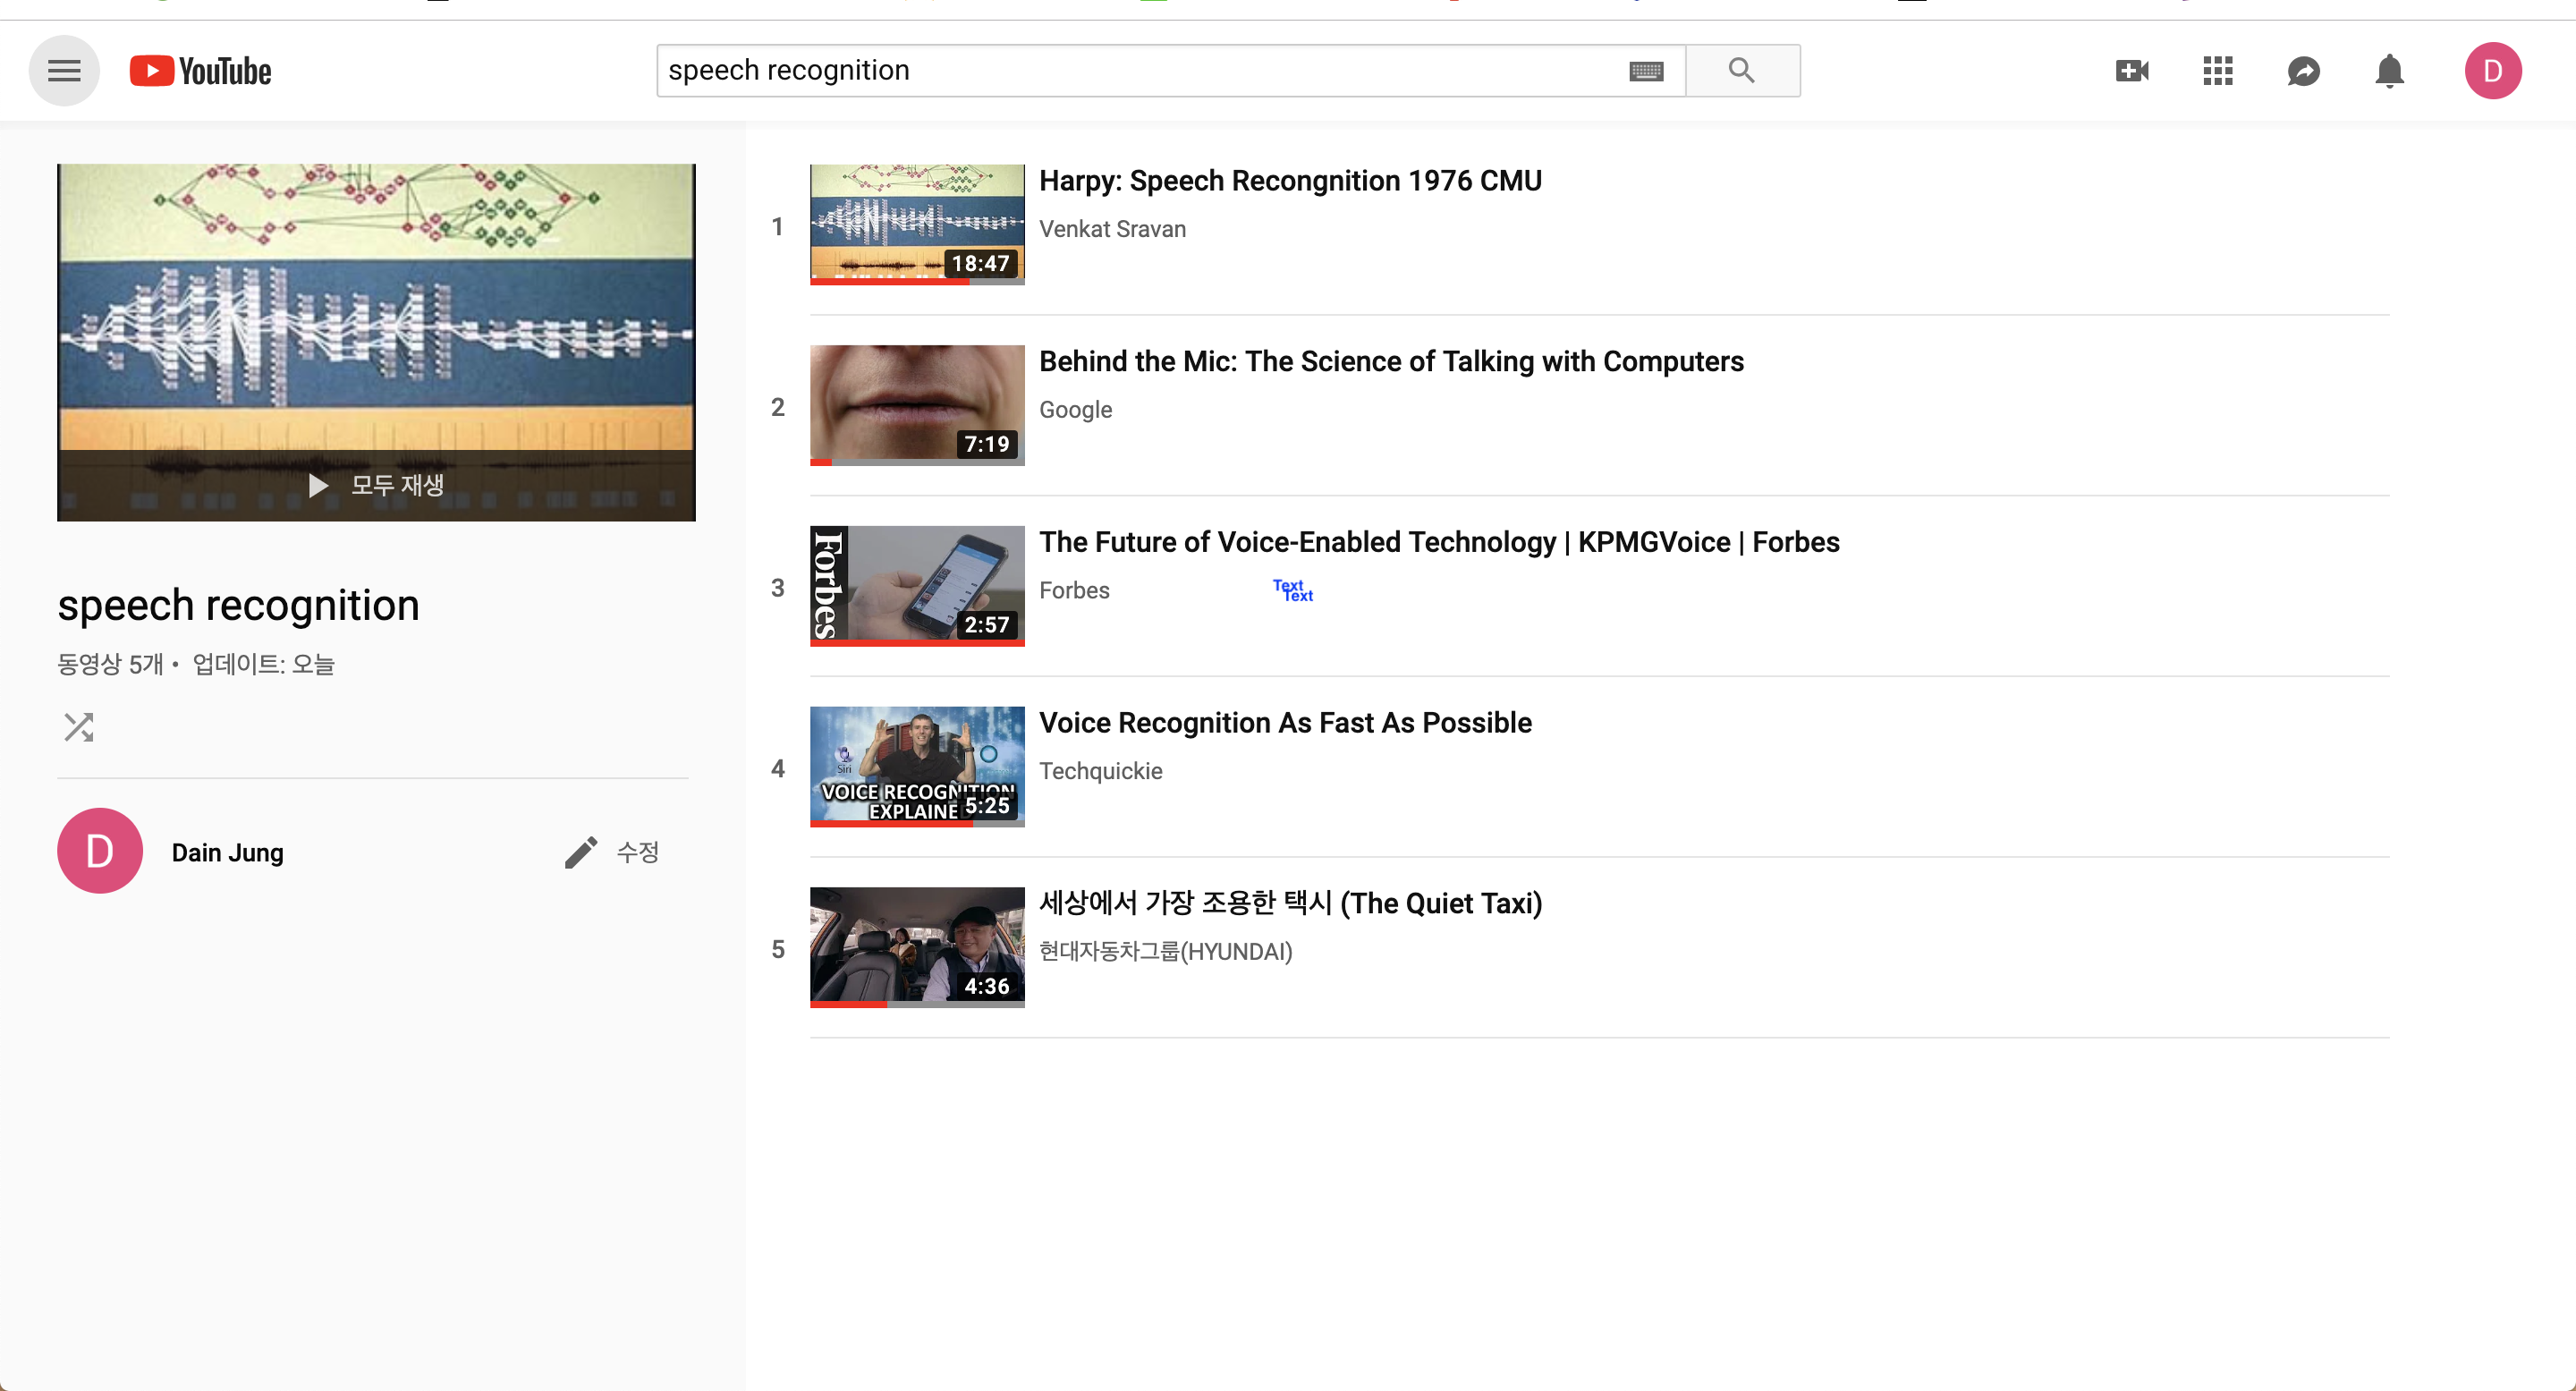 YouTube
speech recognition
D
모두 재생
speech recognition
동영상 5개 • 업데이트: 오늘
D
Dain Jung
수정
1
18:47
Harpy: Speech Recongnition 1976 CMU
Venkat Sravan
2
7:19
Behind the Mic: The Science of Talking with Computers
Google
3
Forbes
2:57
The Future of Voice-Enabled Technology | KPMGVoice | Forbes
Forbes
Text
Text
4
Siri
VOICE RECOGNITION
EXPLAINE
5:25
Voice Recognition As Fast As Possible
Techquickie
5
4:36
세상에서 가장 조용한 택시 (The Quiet Taxi)
현대자동차그룹(HYUNDAI)